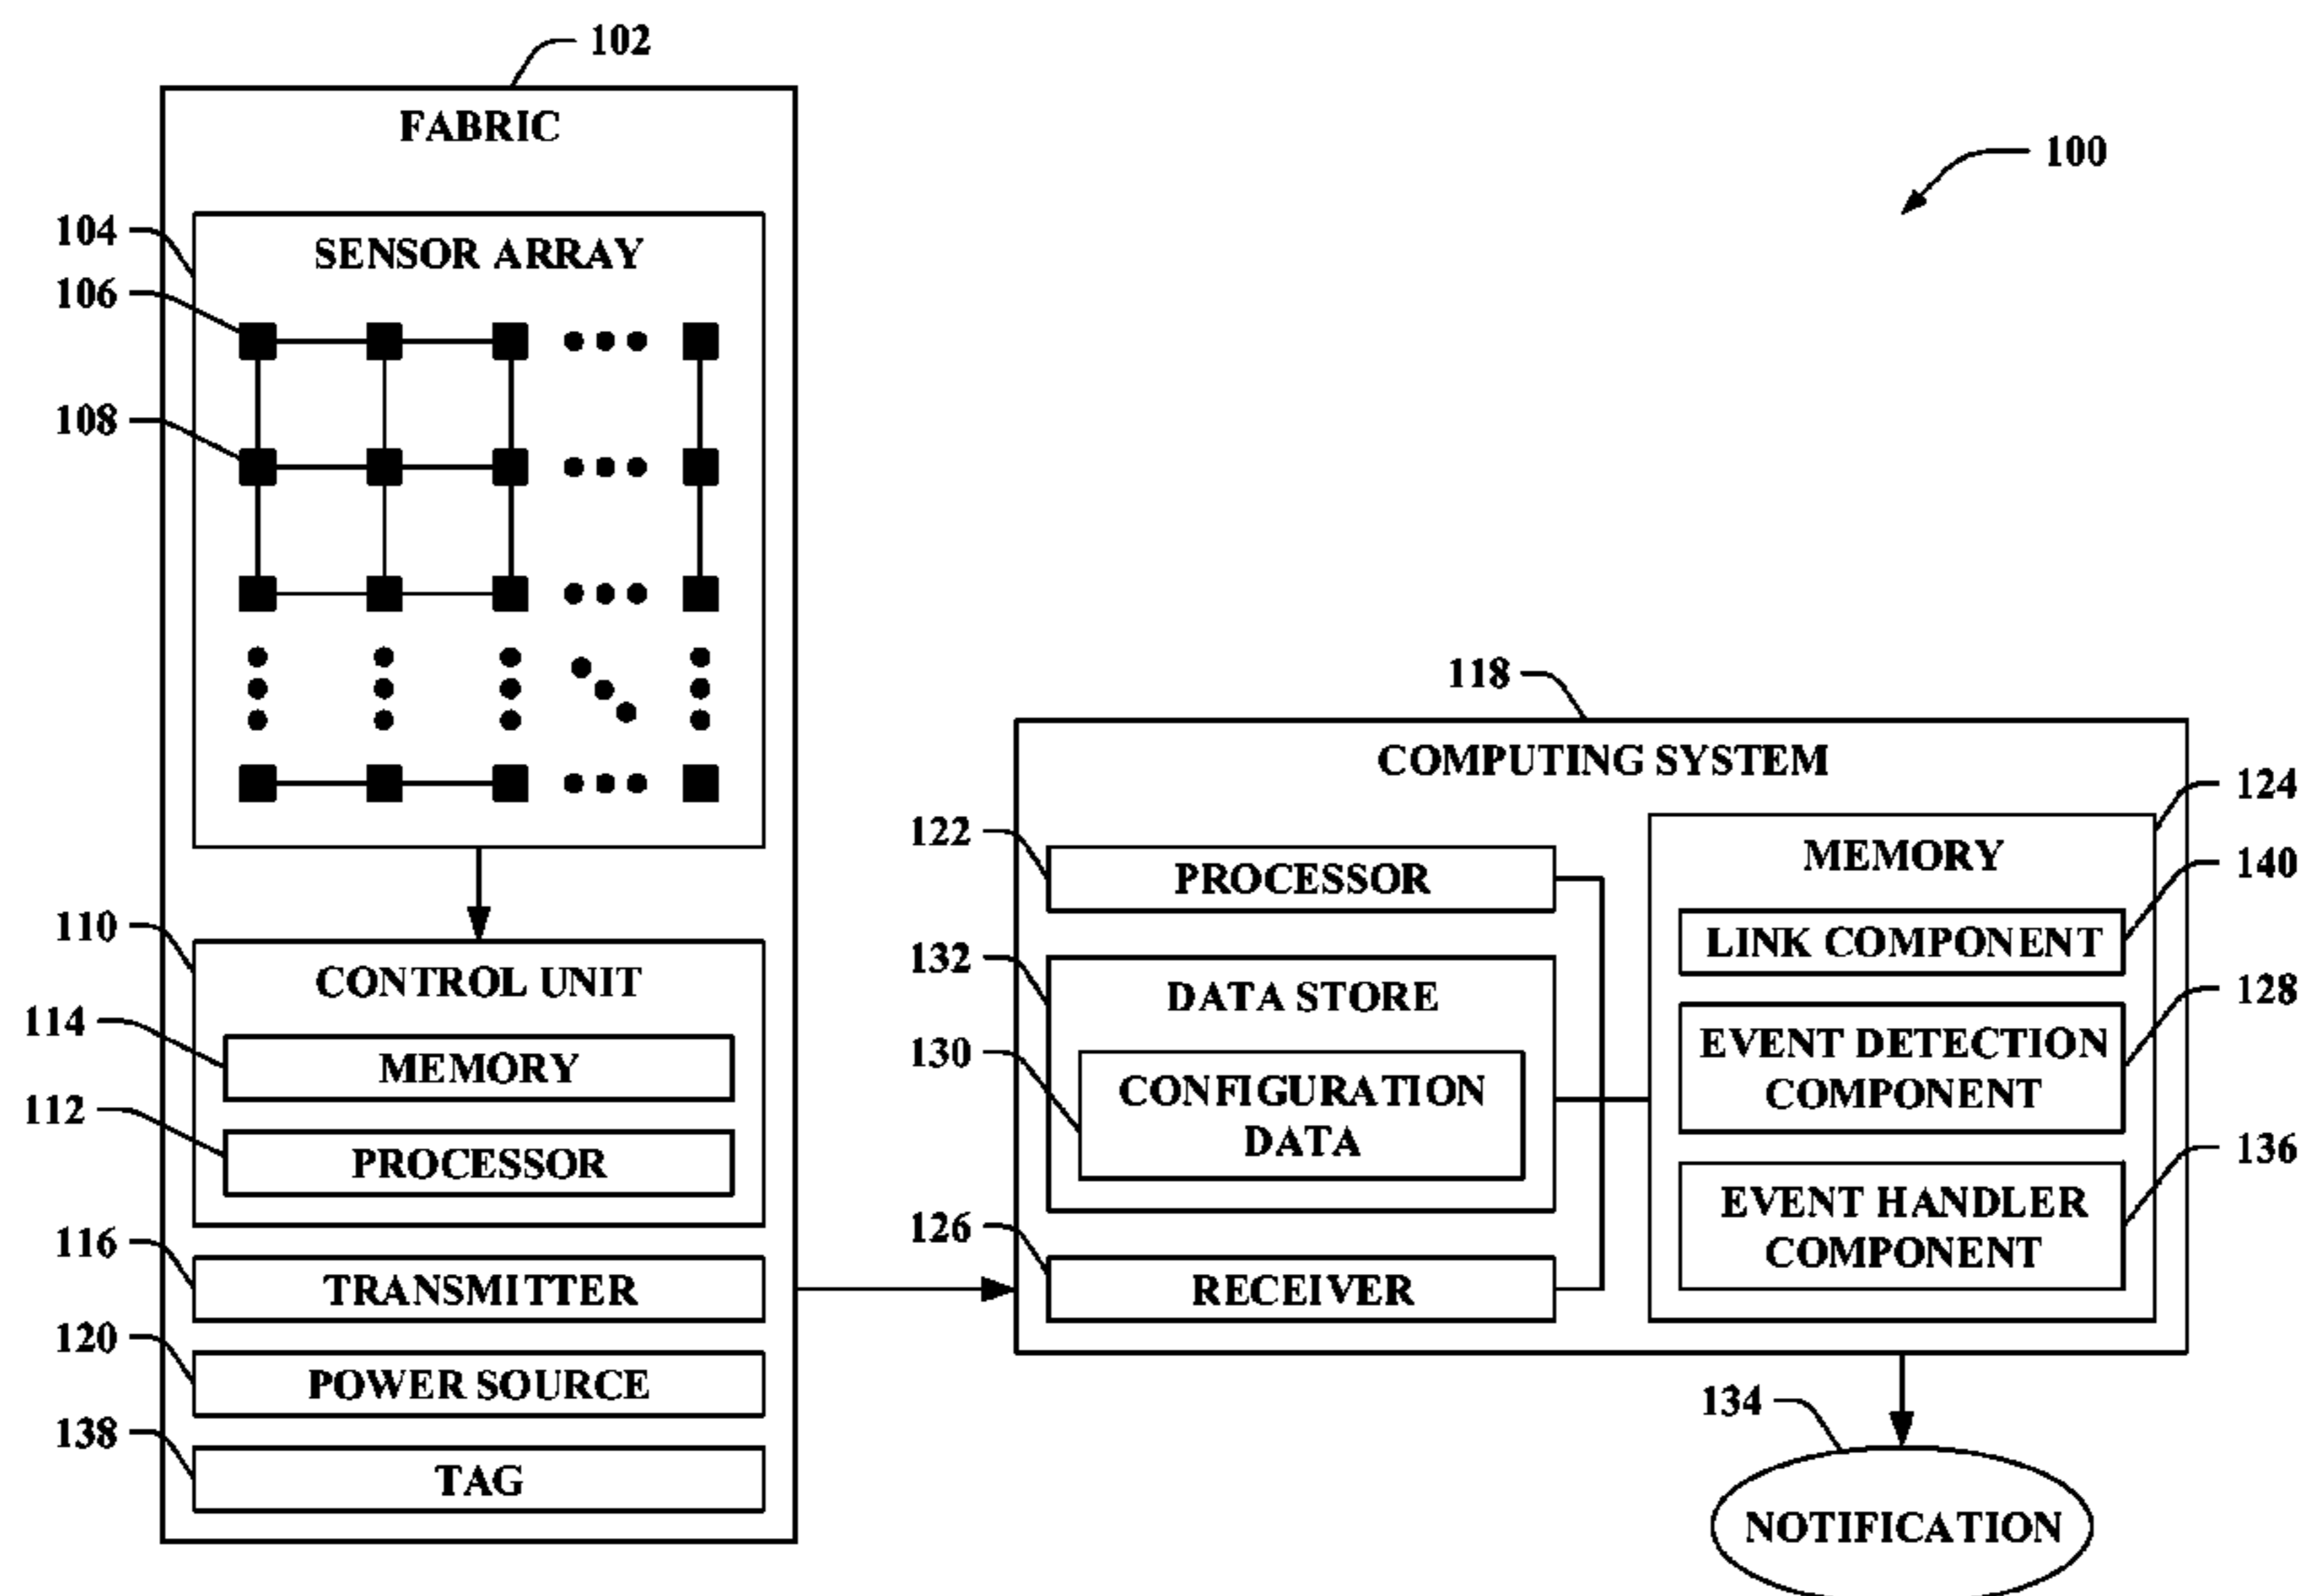 102
FABRIC
100
104
SENSOR ARRAY
106
108
110
CONTROL UNIT
114
MEMORY
112
PROCESSOR
116
TRANSMITTER
120
POWER SOURCE
138
TAG
118
COMPUTING SYSTEM
122
PROCESSOR
132
DATA STORE
130
CONFIGURATION
DATA
126
RECEIVER
124
MEMORY
140
LINK COMPONENT
128
EVENT DETECTION
COMPONENT
136
EVENT HANDLER
COMPONENT
134
NOTIFICATION